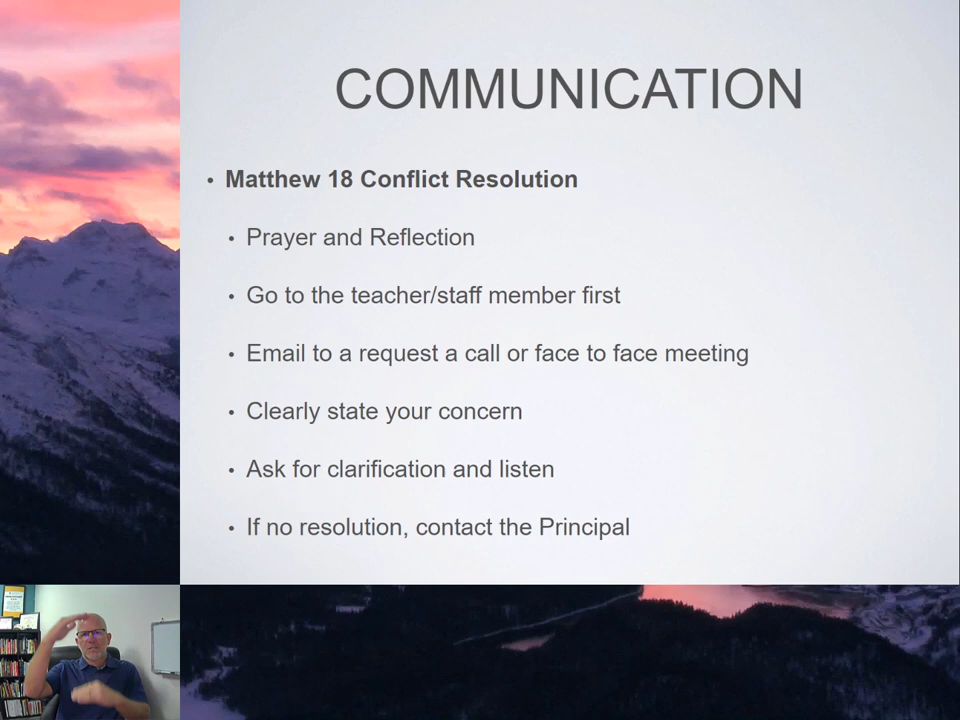 COMMUNICATION
• Matthew 18 Conflict Resolution
• Prayer and Reflection
• Go to the teacher/staff member first
• Email to a request a call or face to face meeting
• Clearly state your concern
• Ask for clarification and listen
• If no resolution, contact the Principal